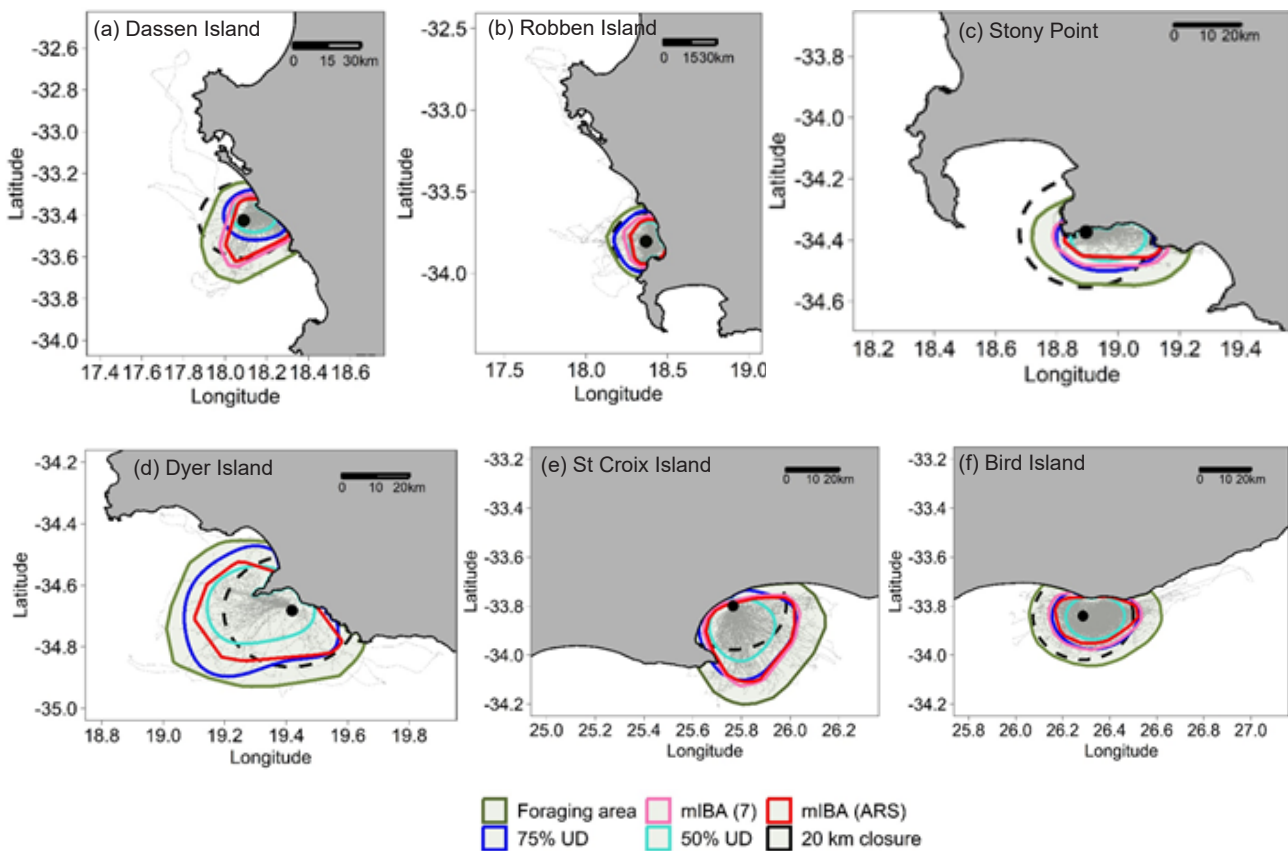 (a) Dassen Island
(b) Robben Island
(c) Stony Point
0 15 30km
0 1530km
0 10 20km
-32.6
-32.8
-33.0
-33.2
-33.4
-33.6
-33.8
-34.0
Latitude
17.4 17.6 17.8 18.0 18.2 18.4 18.6
Longitude
-32.5
-33.0
-33.5
-34.0
Latitude
17.5 18.0 18.5 19.0
Longitude
-33.8
-34.0
-34.2
-34.4
-34.6
Latitude
18.2 18.4 18.6 18.8 19.0 19.2 19.4
Longitude
(d) Dyer Island
(e) St Croix Island
(f) Bird Island
0 10 20km
0 10 20km
0 10 20km
-34.2
-34.4
-34.6
-34.8
-35.0
Latitude
18.8 19.0 19.2 19.4 19.6 19.8
Longitude
-33.2
-33.4
-33.6
-33.8
-34.0
-34.2
Latitude
25.0 25.2 25.4 25.6 25.8 26.0 26.2
Longitude
-33.2
-33.4
-33.6
-33.8
-34.0
-34.2
Latitude
25.8 26.0 26.1 26.3 26.5 26.7 26.9 27.0
Longitude
Foraging area mIBA (7) mIBA (ARS)
75% UD 50% UD 20 km closure